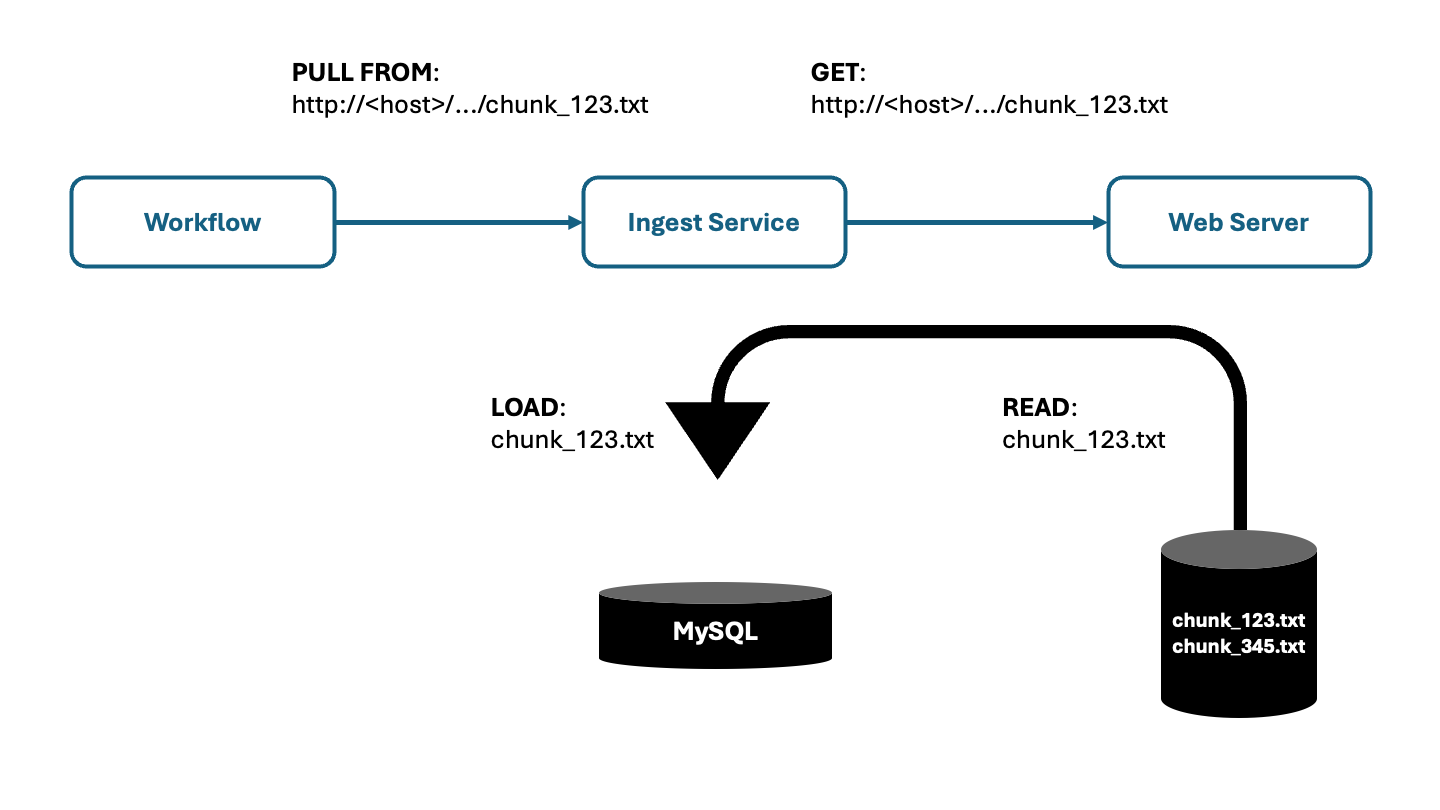 PULL FROM:
http://<host>/.../chunk_123.txt
GET:
http://<host>/.../chunk_123.txt
Workflow
Ingest Service
Web Server
LOAD:
chunk_123.txt
READ:
chunk_123.txt
MySQL
chunk_123.txt
chunk_345.txt